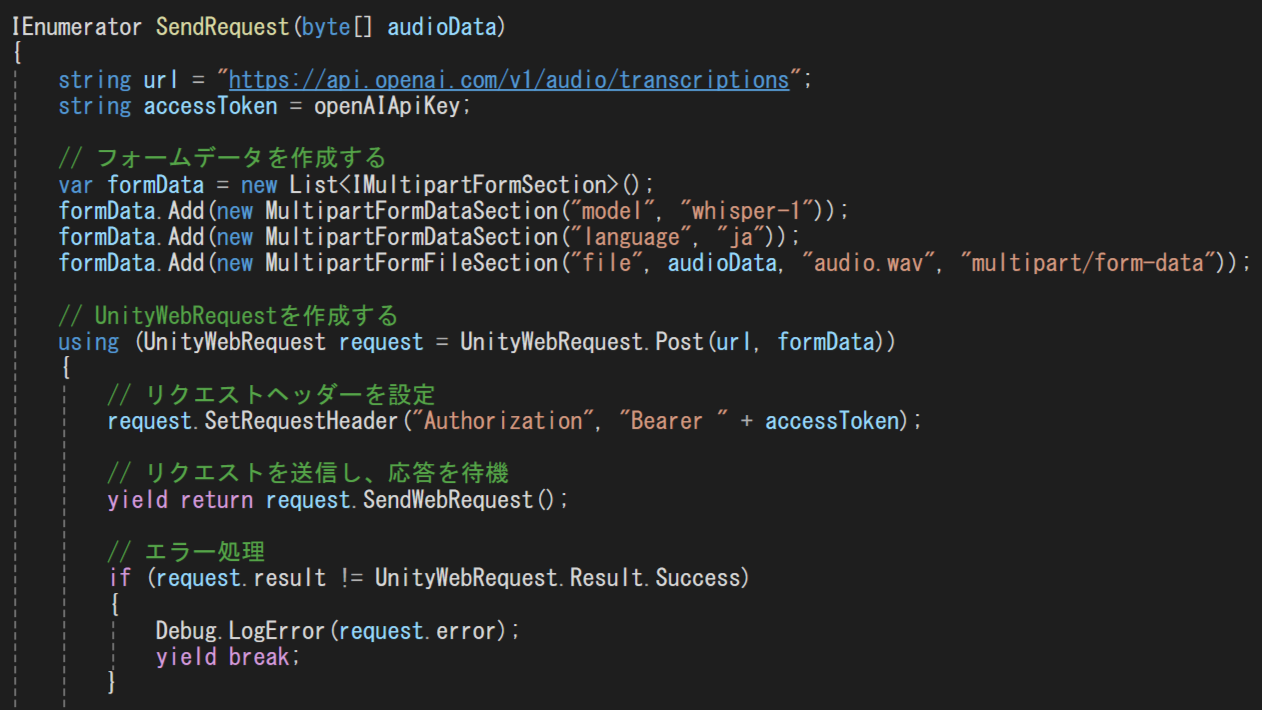 IEnumerator SendRequest(byte[] audioData)
{
string url = "https://api.openai.com/v1/audio/transcriptions";
string accessToken = openAIApiKey;
// フォームデータを作成する
var formData = new List<IMultipartFormSection>();
formData.Add(new MultipartFormDataSection("model", "whisper-1"));
formData.Add(new MultipartFormDataSection("language", "ja"));
formData.Add(new MultipartFormFileSection("file", audioData, "audio.wav", "multipart/form-data"));
// UnityWebRequestを作成する
using (UnityWebRequest request = UnityWebRequest.Post(url, formData))
{
// リクエストヘッダーを設定
request.SetRequestHeader("Authorization", "Bearer " + accessToken);
// リクエストを送信し、応答を待機
yield return request.SendWebRequest();
// エラー処理
if (request.result != UnityWebRequest.Result.Success)
{
Debug.LogError(request.error);
yield break;
}